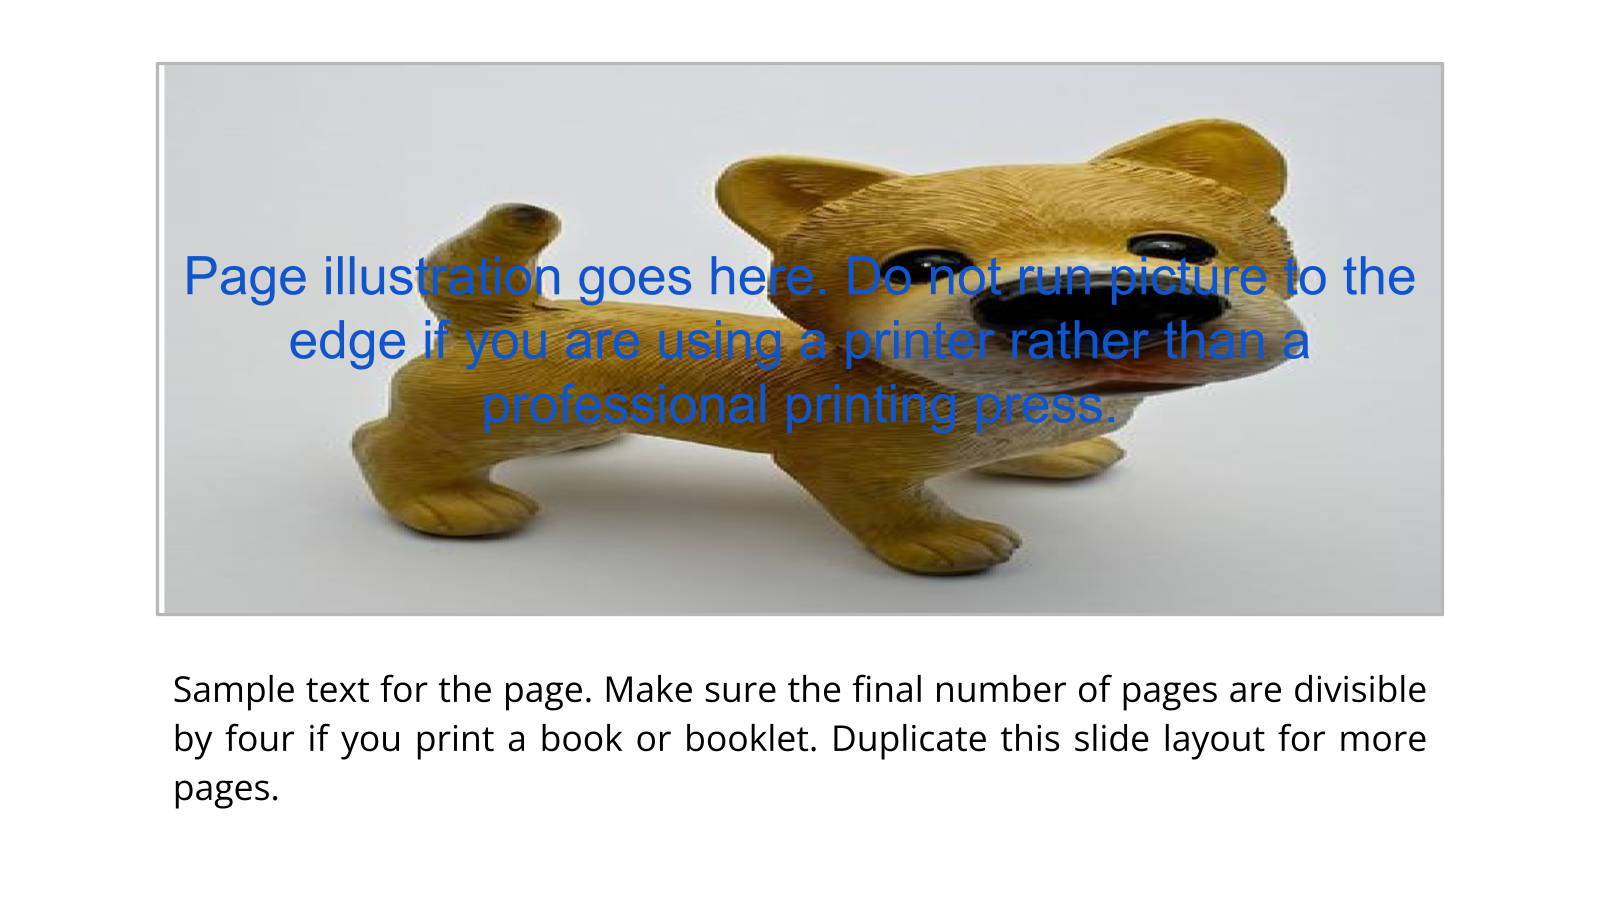 Page illustration goes here. Do not run picture to the
edge if you are using a printer rather than a
professional printing press.
Sample text for the page. Make sure the final number of pages are divisible
by four if you print a book or booklet. Duplicate this slide layout for more
pages.